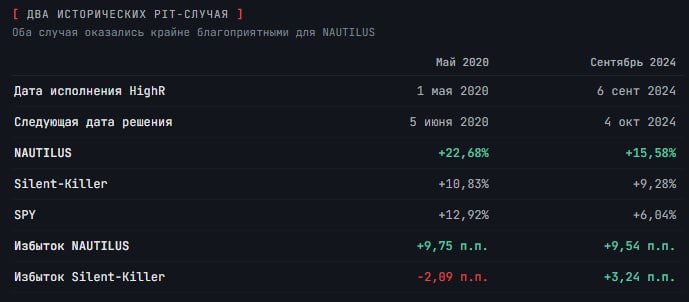 [ ДВА ИСТОРИЧЕСКИХ PIT-СЛУЧАЯ ]
Оба случая оказались крайне благоприятными для NAUTILUS
Май 2020 Сентябрь 2024
Дата исполнения HighR 1 мая 2020 6 сент 2024
Следующая дата решения 5 июня 2020 4 окт 2024
NAUTILUS +22,68% +15,58%
Silent-Killer +10,83% +9,28%
SPY +12,92% +6,04%
Избыток NAUTILUS +9,75 п.п. +9,54 п.п.
Избыток Silent-Killer -2,09 п.п. +3,24 п.п.